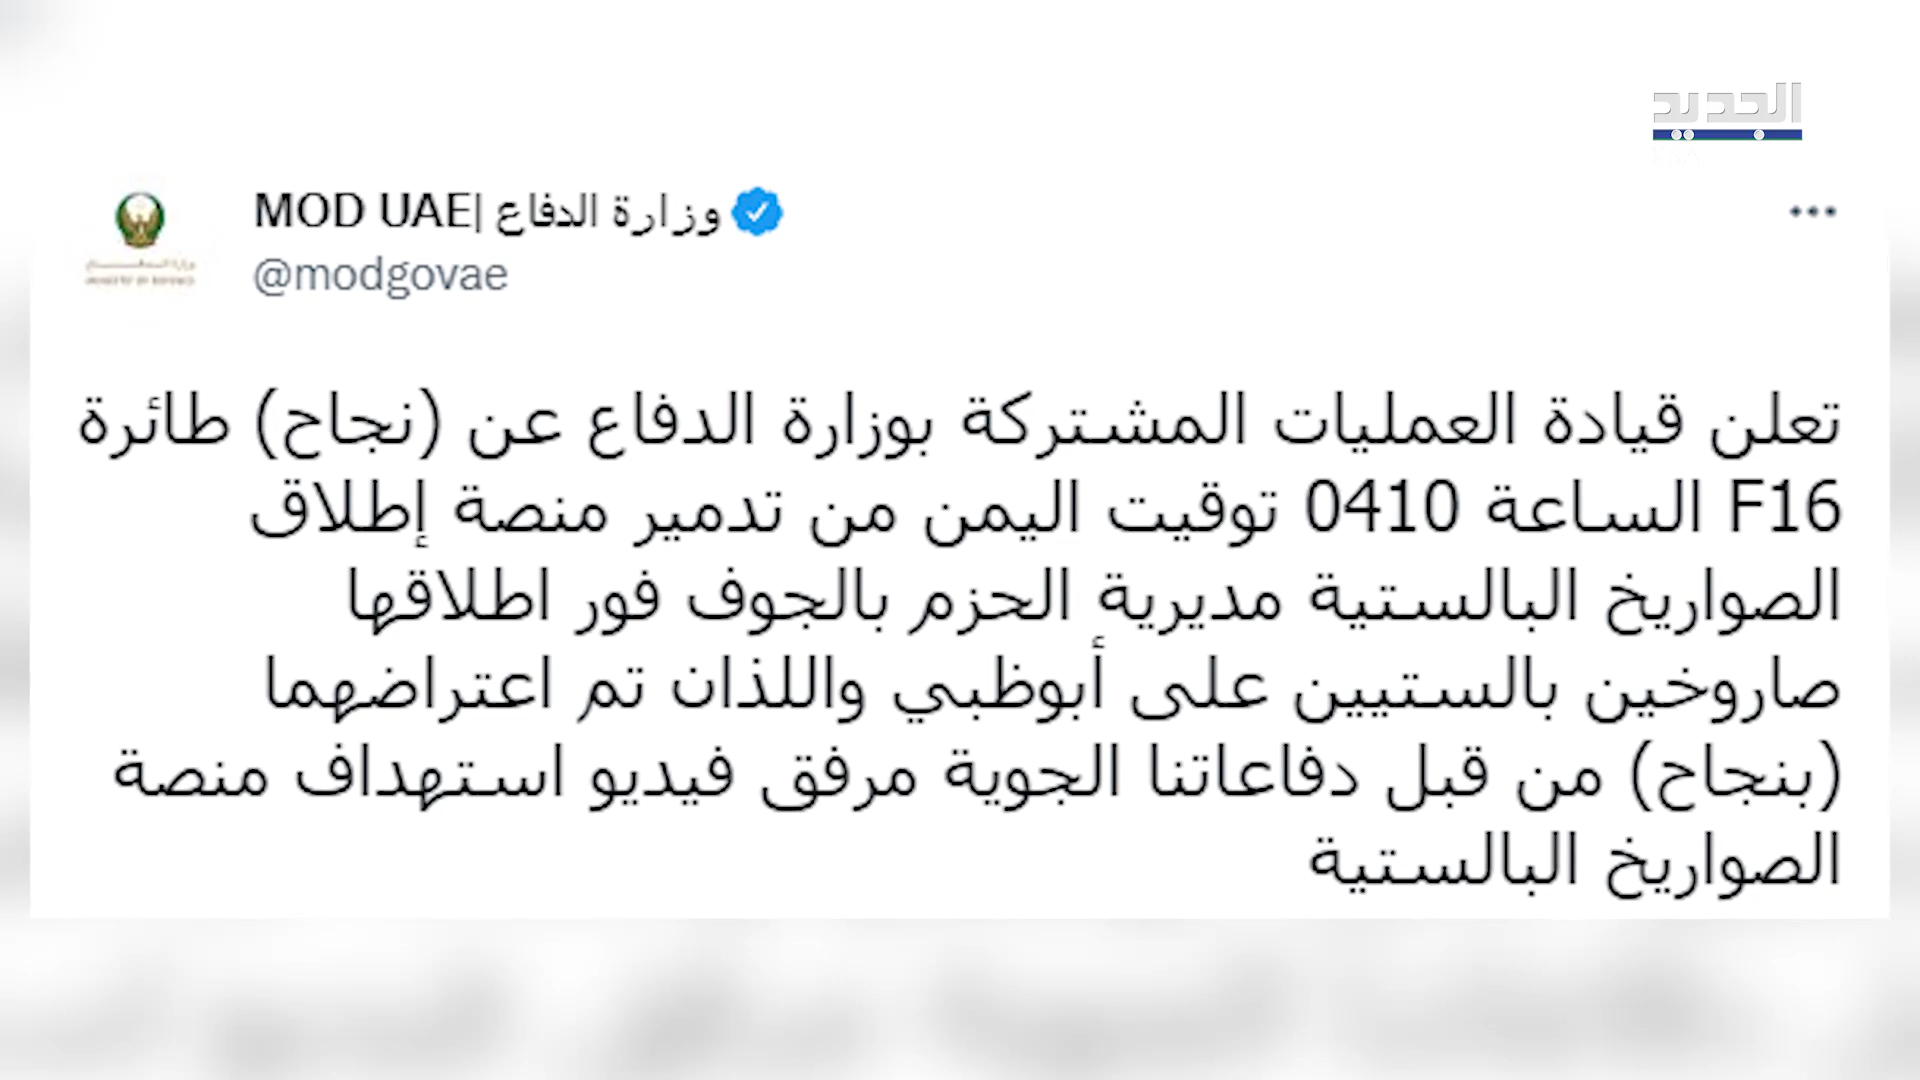 الجديد
MOD UAE| وزارة الدفاع
@modgovae
تعلن قيادة العمليات المشتركة بوزارة الدفاع عن (نجاح) طائرة
F16 الساعة 0410 توقيت اليمن من تدمير منصة إطلاق
الصواريخ البالستية مديرية الحزم بالجوف فور اطلاقها
صاروخين بالستيين على أبوظبي واللذان تم اعتراضهما
(بنجاح) من قبل دفاعاتنا الجوية مرفق فيديو استهداف منصة
الصواريخ البالستية